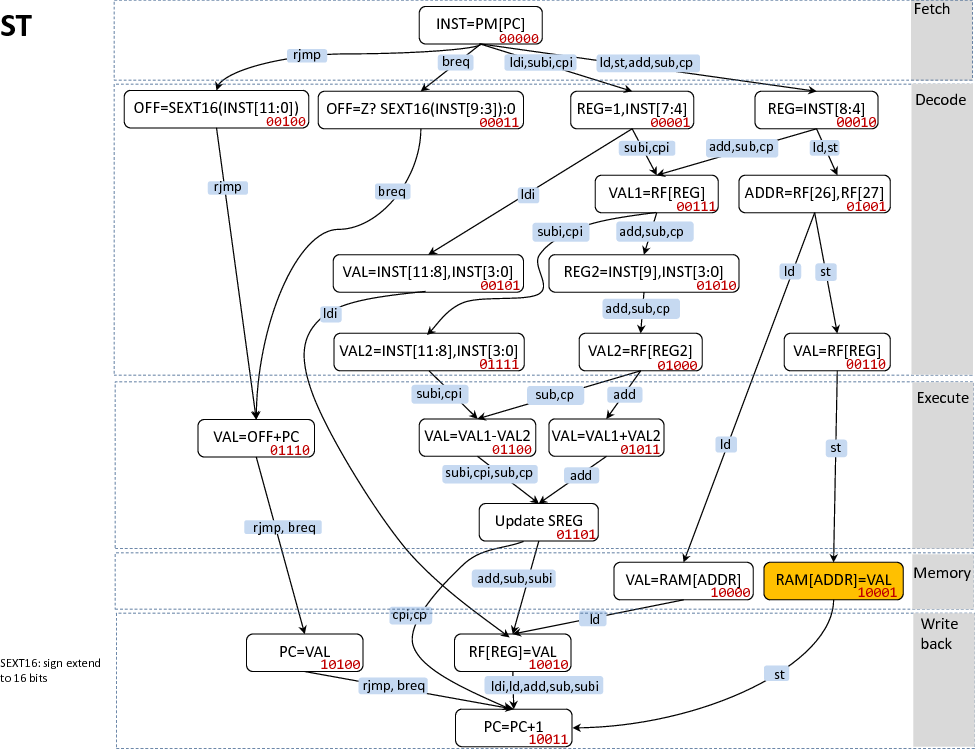 ST
Fetch
INST=PM[PC]
00000
rjmp
breq
ldi,subi,cpi
ld,st,add,sub,cp
Decode
OFF=SEXT16(INST[11:0])
00100
OFF=Z? SEXT16(INST[9:3]):0
00011
REG=1,INST[7:4]
00001
REG=INST[8:4]
00010
subi,cpi
add,sub,cp
ld,st
rjmp
breq
ldi
VAL1=RF[REG]
00111
ADDR=RF[26],RF[27]
01001
subi,cpi
add,sub,cp
VAL=INST[11:8],INST[3:0]
00101
REG2=INST[9],INST[3:0]
01010
ld
st
ldi
add,sub,cp
VAL2=INST[11:8],INST[3:0]
01111
VAL2=RF[REG2]
01000
VAL=RF[REG]
00110
Execute
subi,cpi
sub,cp
add
VAL=OFF+PC
01110
VAL=VAL1-VAL2
01100
VAL=VAL1+VAL2
01011
ld
st
subi,cpi,sub,cp
add
rjmp, breq
Update SREG
01101
Memory
add,sub,subi
VAL=RAM[ADDR]
10000
RAM[ADDR]=VAL
10001
cpi,cp
ld
Write
back
PC=VAL
10100
RF[REG]=VAL
10010
SEXT16: sign extend
to 16 bits
rjmp, breq
ldi,ld,add,sub,subi
st
PC=PC+1
10011